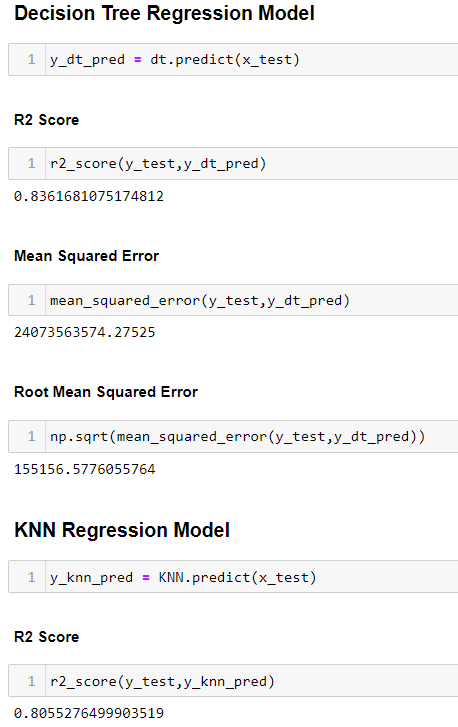 Decision Tree Regression Model
1 y_dt_pred = dt.predict(x_test)
R2 Score
1 r2_score(y_test,y_dt_pred)
0.8361681075174812
Mean Squared Error
1 mean_squared_error(y_test,y_dt_pred)
24073563574.27525
Root Mean Squared Error
1 np.sqrt(mean_squared_error(y_test,y_dt_pred))
155156.5776055764
KNN Regression Model
1 y_knn_pred = KNN.predict(x_test)
R2 Score
1 r2_score(y_test,y_knn_pred)
0.8055276499903519